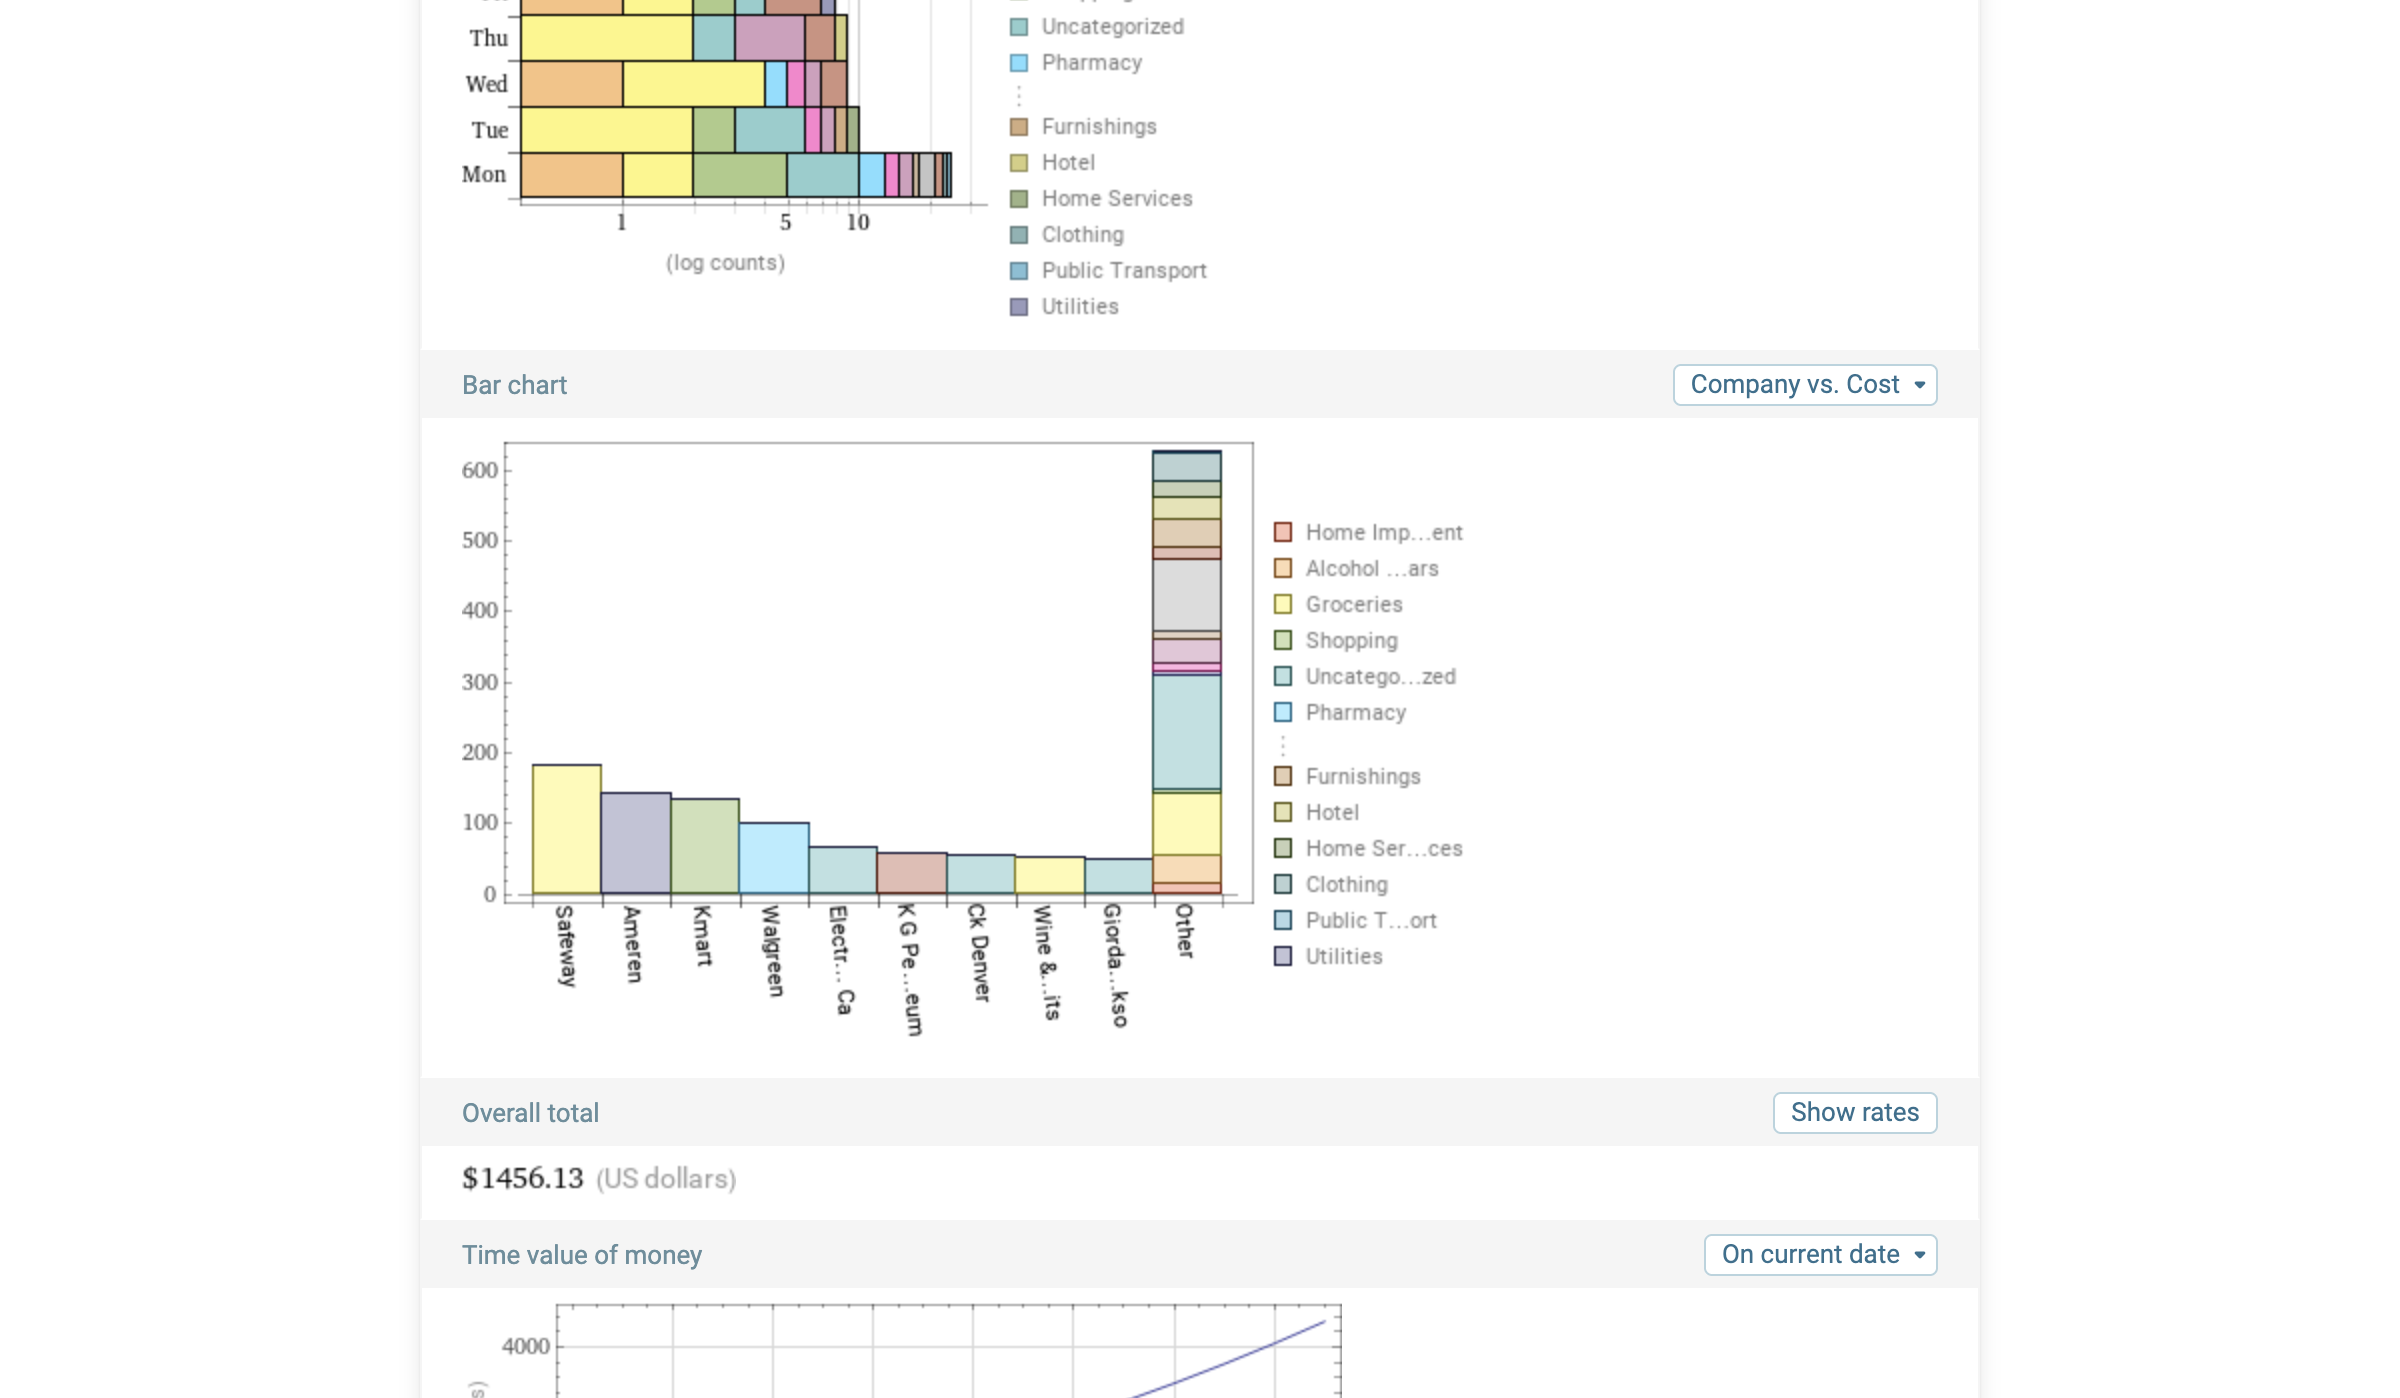 Thu
Wed
Tue
Mon
1 5 10
(log counts)
Uncategorized
Pharmacy
⋮
Furnishings
Hotel
Home Services
Clothing
Public Transport
Utilities
Bar chart
Company vs. Cost
600
500
400
300
200
100
0
Safeway
Ameren
Kmart
Walgreen
Electr... Ca
K G Pe...eum
Ck Denver
Wine &...its
Giorda...kso
Other
Home Imp...ent
Alcohol ...ars
Groceries
Shopping
Uncatego...zed
Pharmacy
⋮
Furnishings
Hotel
Home Ser...ces
Clothing
Public T...ort
Utilities
Overall total
Show rates
$1456.13 (US dollars)
Time value of money
On current date
4000